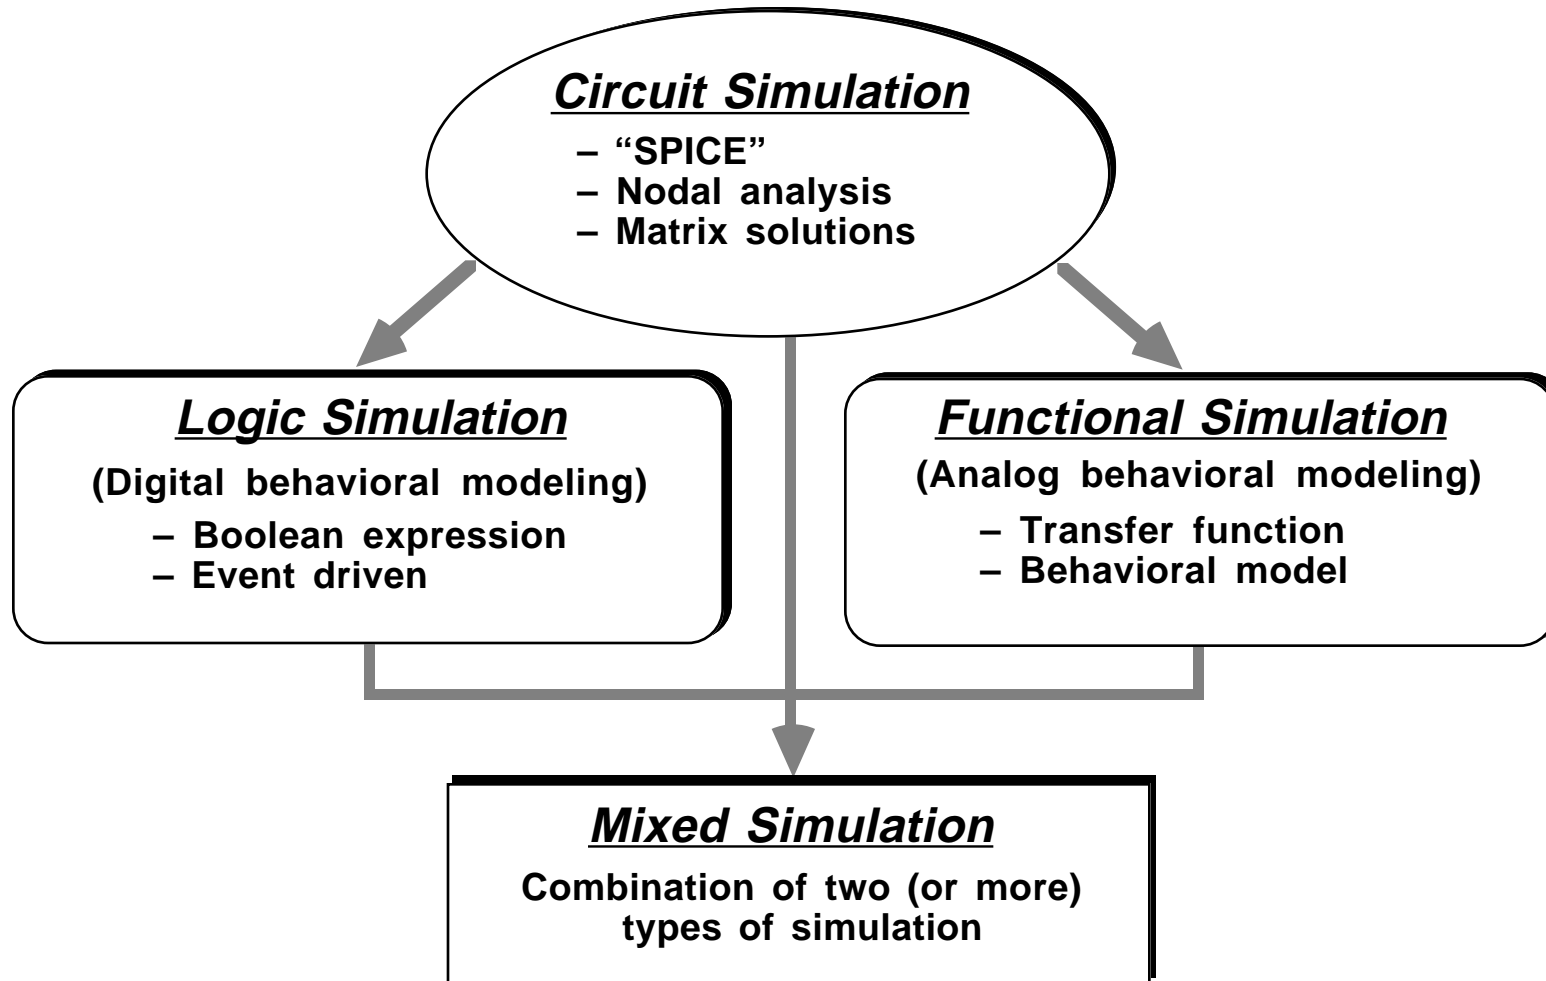 Circuit Simulation
– “SPICE”
– Nodal analysis
– Matrix solutions
Logic Simulation
(Digital behavioral modeling)
– Boolean expression
– Event driven
Functional Simulation
(Analog behavioral modeling)
– Transfer function
– Behavioral model
Mixed Simulation
Combination of two (or more)
types of simulation